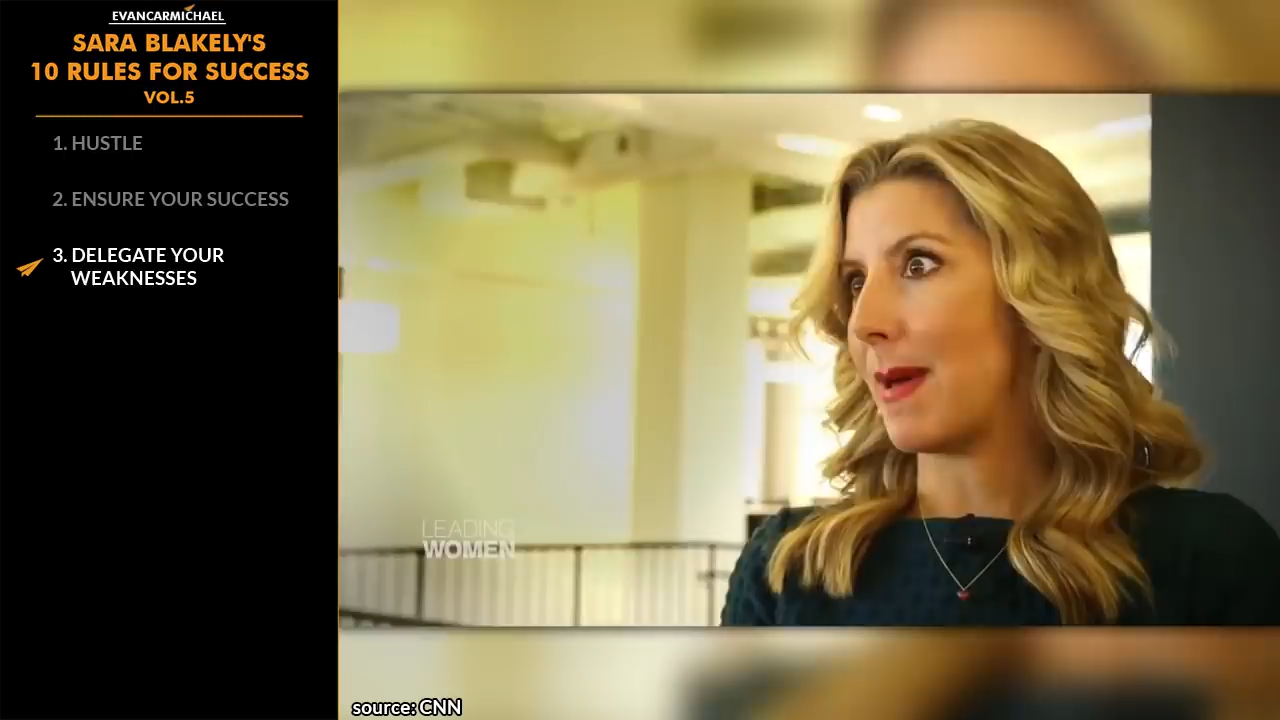 EVANCARMICHAEL
SARA BLAKELY'S
10 RULES FOR SUCCESS
VOL.5
1. HUSTLE
2. ENSURE YOUR SUCCESS
3. DELEGATE YOUR
WEAKNESSES
LEADING
WOMEN
source: CNN